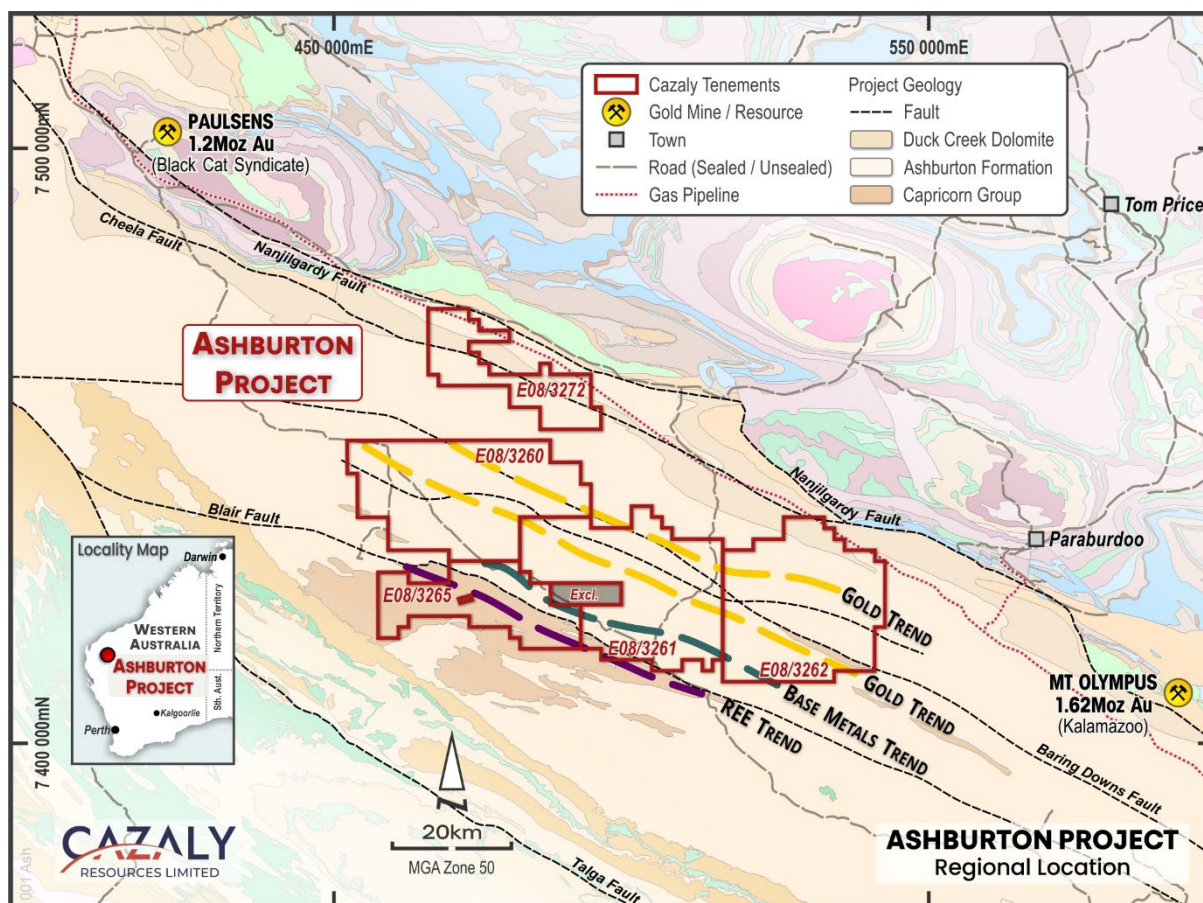 450 000mE
550 000mE
7 500 000mN
7 400 000mN
Cazaly Tenements
Gold Mine / Resource
Town
Road (Sealed / Unsealed)
Gas Pipeline
Project Geology
Fault
Duck Creek Dolomite
Ashburton Formation
Capricorn Group
PAULSENS
1.2Moz Au
(Black Cat Syndicate)
Tom Price
Cheela Fault
Nanjilgardy Fault
ASHBURTON
PROJECT
E08/3272
E08/3260
Nanjilgardy Fault
Blair Fault
Paraburdoo
Excl.
E08/3265
E08/3261
E08/3262
GOLD TREND
GOLD TREND
BASE METALS TREND
REE TREND
MT OLYMPUS
1.62Moz Au
(Kalamazoo)
Baring Downs Fault
Talga Fault
Locality Map
Darwin
WESTERN
AUSTRALIA
Northern Territory
ASHBURTON
PROJECT
Sth. Aust.
Kalgoorlie
Perth
20km
MGA Zone 50
CAZALY
RESOURCES LIMITED
ASHBURTON PROJECT
Regional Location
001 Ash